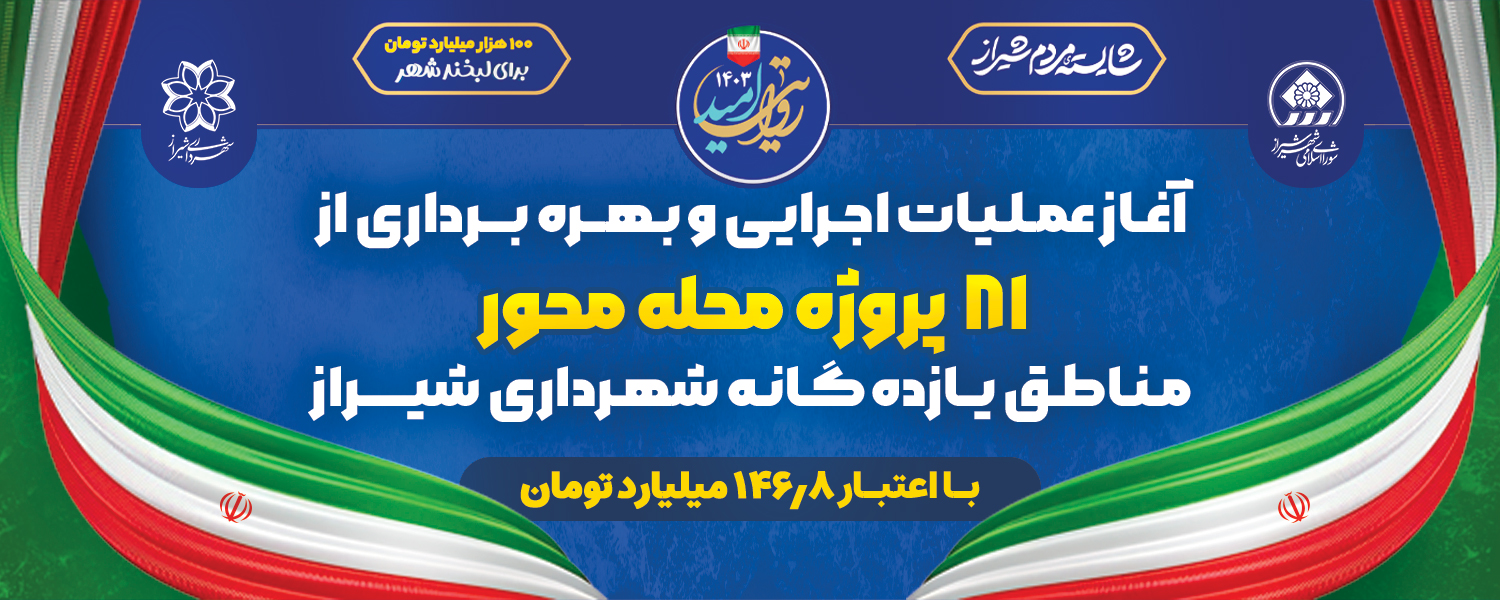 شایسته مردم شیراز
روایت امید
۱۴۰۳
۱۰۰ هزار میلیارد تومان
برای لبخند شهر
شورای اسلامی شهر شیراز
شهرداری شیراز
آغاز عملیات اجرایی و بهره برداری از
۸۱ پروژه محله محور
مناطق یازده گانه شهرداری شیراز
با اعتبار ۱۴۶٫۸ میلیارد تومان